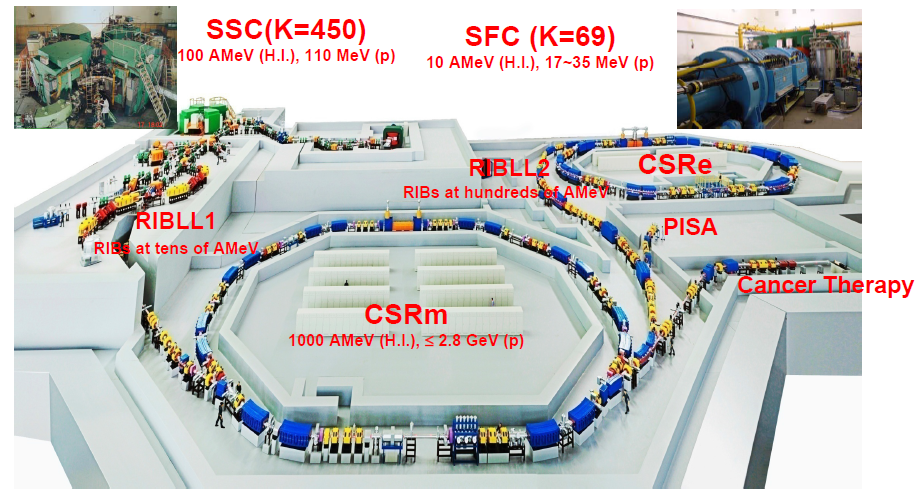 SSC(K=450)
100 AMeV (H.I.), 110 MeV (p)
SFC (K=69)
10 AMeV (H.I.), 17~35 MeV (p)
RIBLL2
RIBs at hundreds of AMeV
CSRe
RIBLL1
RIBs at tens of AMeV
PISA
Cancer Therapy
CSRm
1000 AMeV (H.I.), ≤ 2.8 GeV (p)